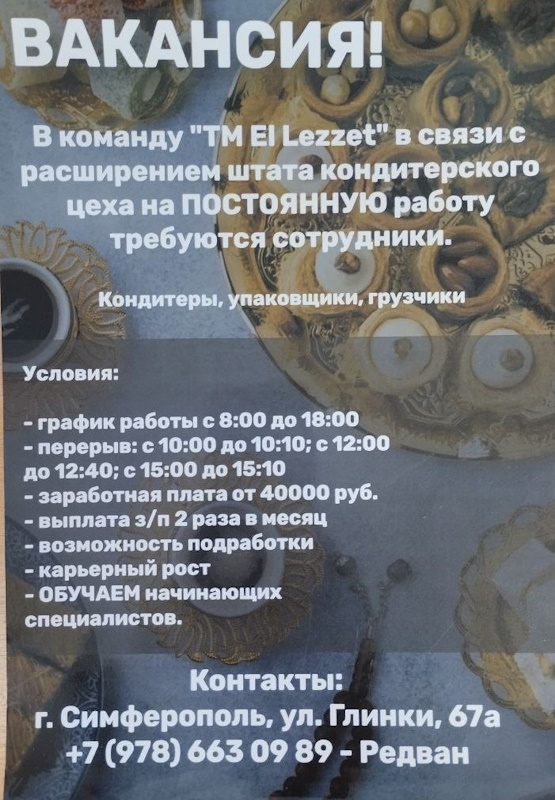 ВАКАНСИЯ!
В команду "ТМ El Lezzet" в связи с
расширением штата кондитерского
цеха на ПОСТОЯННУЮ работу
требуются сотрудники.
Кондитеры, упаковщики, грузчики
Условия:
- график работы с 8:00 до 18:00
- перерыв: с 10:00 до 10:10; с 12:00
до 12:40; с 15:00 до 15:10
- заработная плата от 40000 руб.
- выплата з/п 2 раза в месяц
- возможность подработки
- карьерный рост
- ОБУЧАЕМ начинающих
специалистов.
Контакты:
г. Симферополь, ул. Глинки, 67а
+7 (978) 663 09 89 - Редван